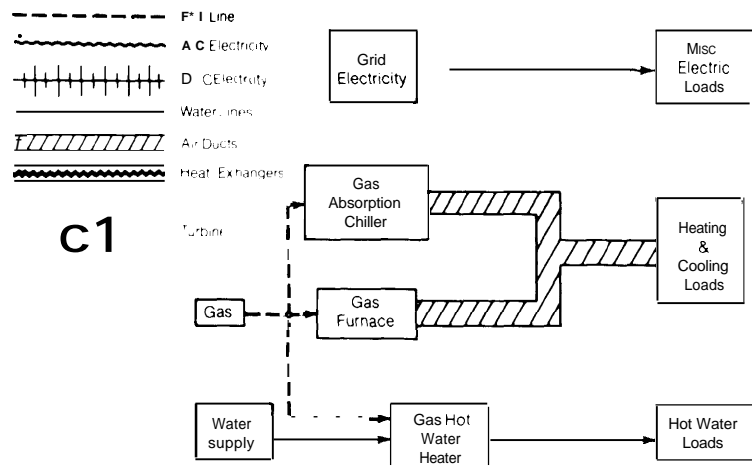 F* I Line
A C Electricity
D CElectricity
Water Lines
Air Ducts
Heat Exhangers
C1
Turbine
Grid
Electricity
Misc
Electric
Loads
Gas
Absorption
Chiller
Heating
&
Cooling
Loads
Gas
Gas
Furnace
Water
supply
Gas Hot
Water
Heater
Hot Water
Loads